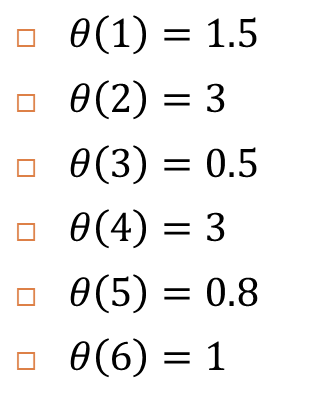 θ(1) = 1.5
θ(2) = 3
θ(3) = 0.5
θ(4) = 3
θ(5) = 0.8
θ(6) = 1